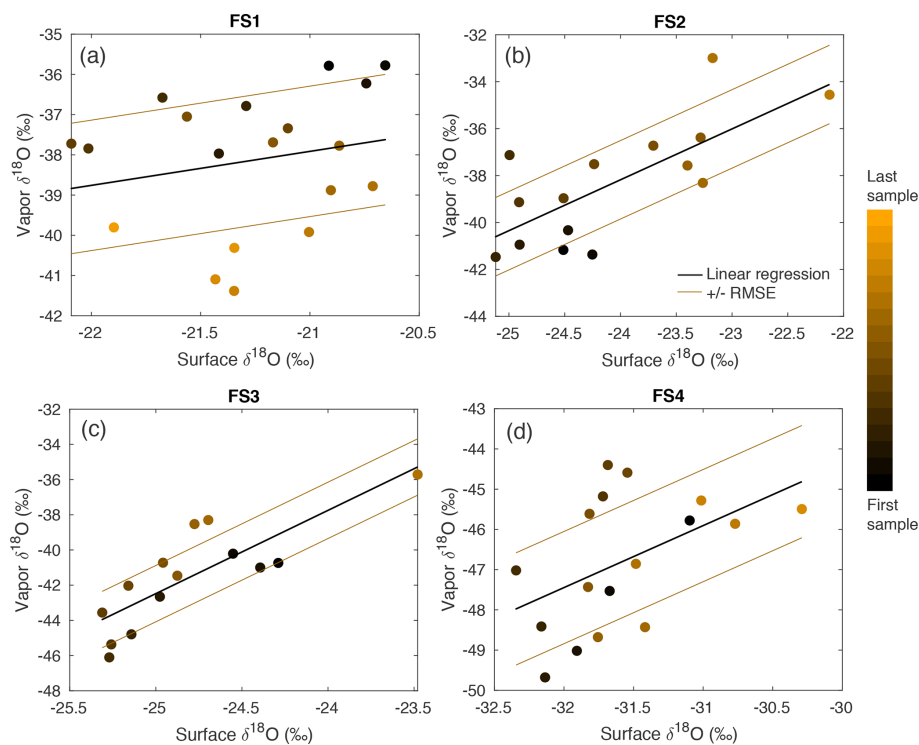 FS1
(a)
-35
-36
-37
-38
-39
-40
-41
-42
Vapor δ18O (‰)
-22
-21.5
-21
-20.5
Surface δ18O (‰)
FS2
(b)
-32
-34
-36
-38
-40
-42
-44
Vapor δ18O (‰)
Linear regression
+/- RMSE
-25
-24.5
-24
-23.5
-23
-22.5
-22
Surface δ18O (‰)
Last
sample
First
sample
FS3
(c)
-32
-34
-36
-38
-40
-42
-44
-46
-48
Vapor δ18O (‰)
-25.5
-25
-24.5
-24
-23.5
Surface δ18O (‰)
FS4
(d)
-43
-44
-45
-46
-47
-48
-49
-50
Vapor δ18O (‰)
-32.5
-32
-31.5
-31
-30.5
-30
Surface δ18O (‰)